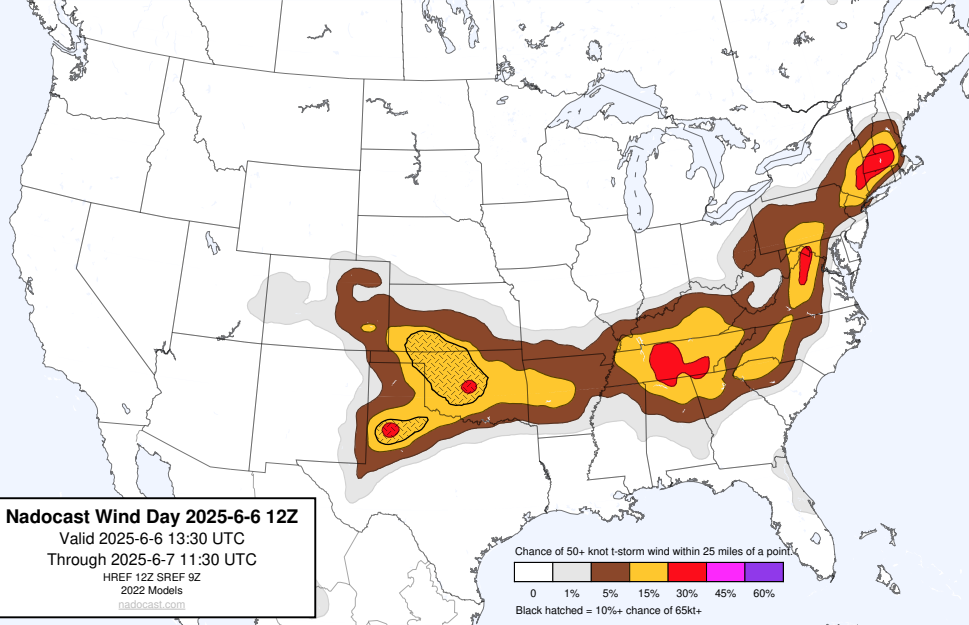 Nadocast Wind Day 2025-6-6 12Z
Valid 2025-6-6 13:30 UTC
Through 2025-6-7 11:30 UTC
HREF 12Z SREF 9Z
2022 Models
nadocast.com
Chance of 50+ knot t-storm wind within 25 miles of a point.
0 1% 5% 15% 30% 45% 60%
Black hatched = 10%+ chance of 65kt+